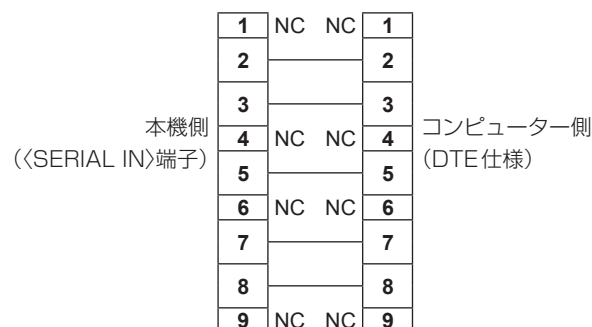 1 NC NC 1
2 2
3 3
本機側
(〈SERIAL IN〉端子)
4 NC NC 4
コンピューター側
(DTE仕様)
5 5
6 NC NC 6
7 7
8 8
9 NC NC 9